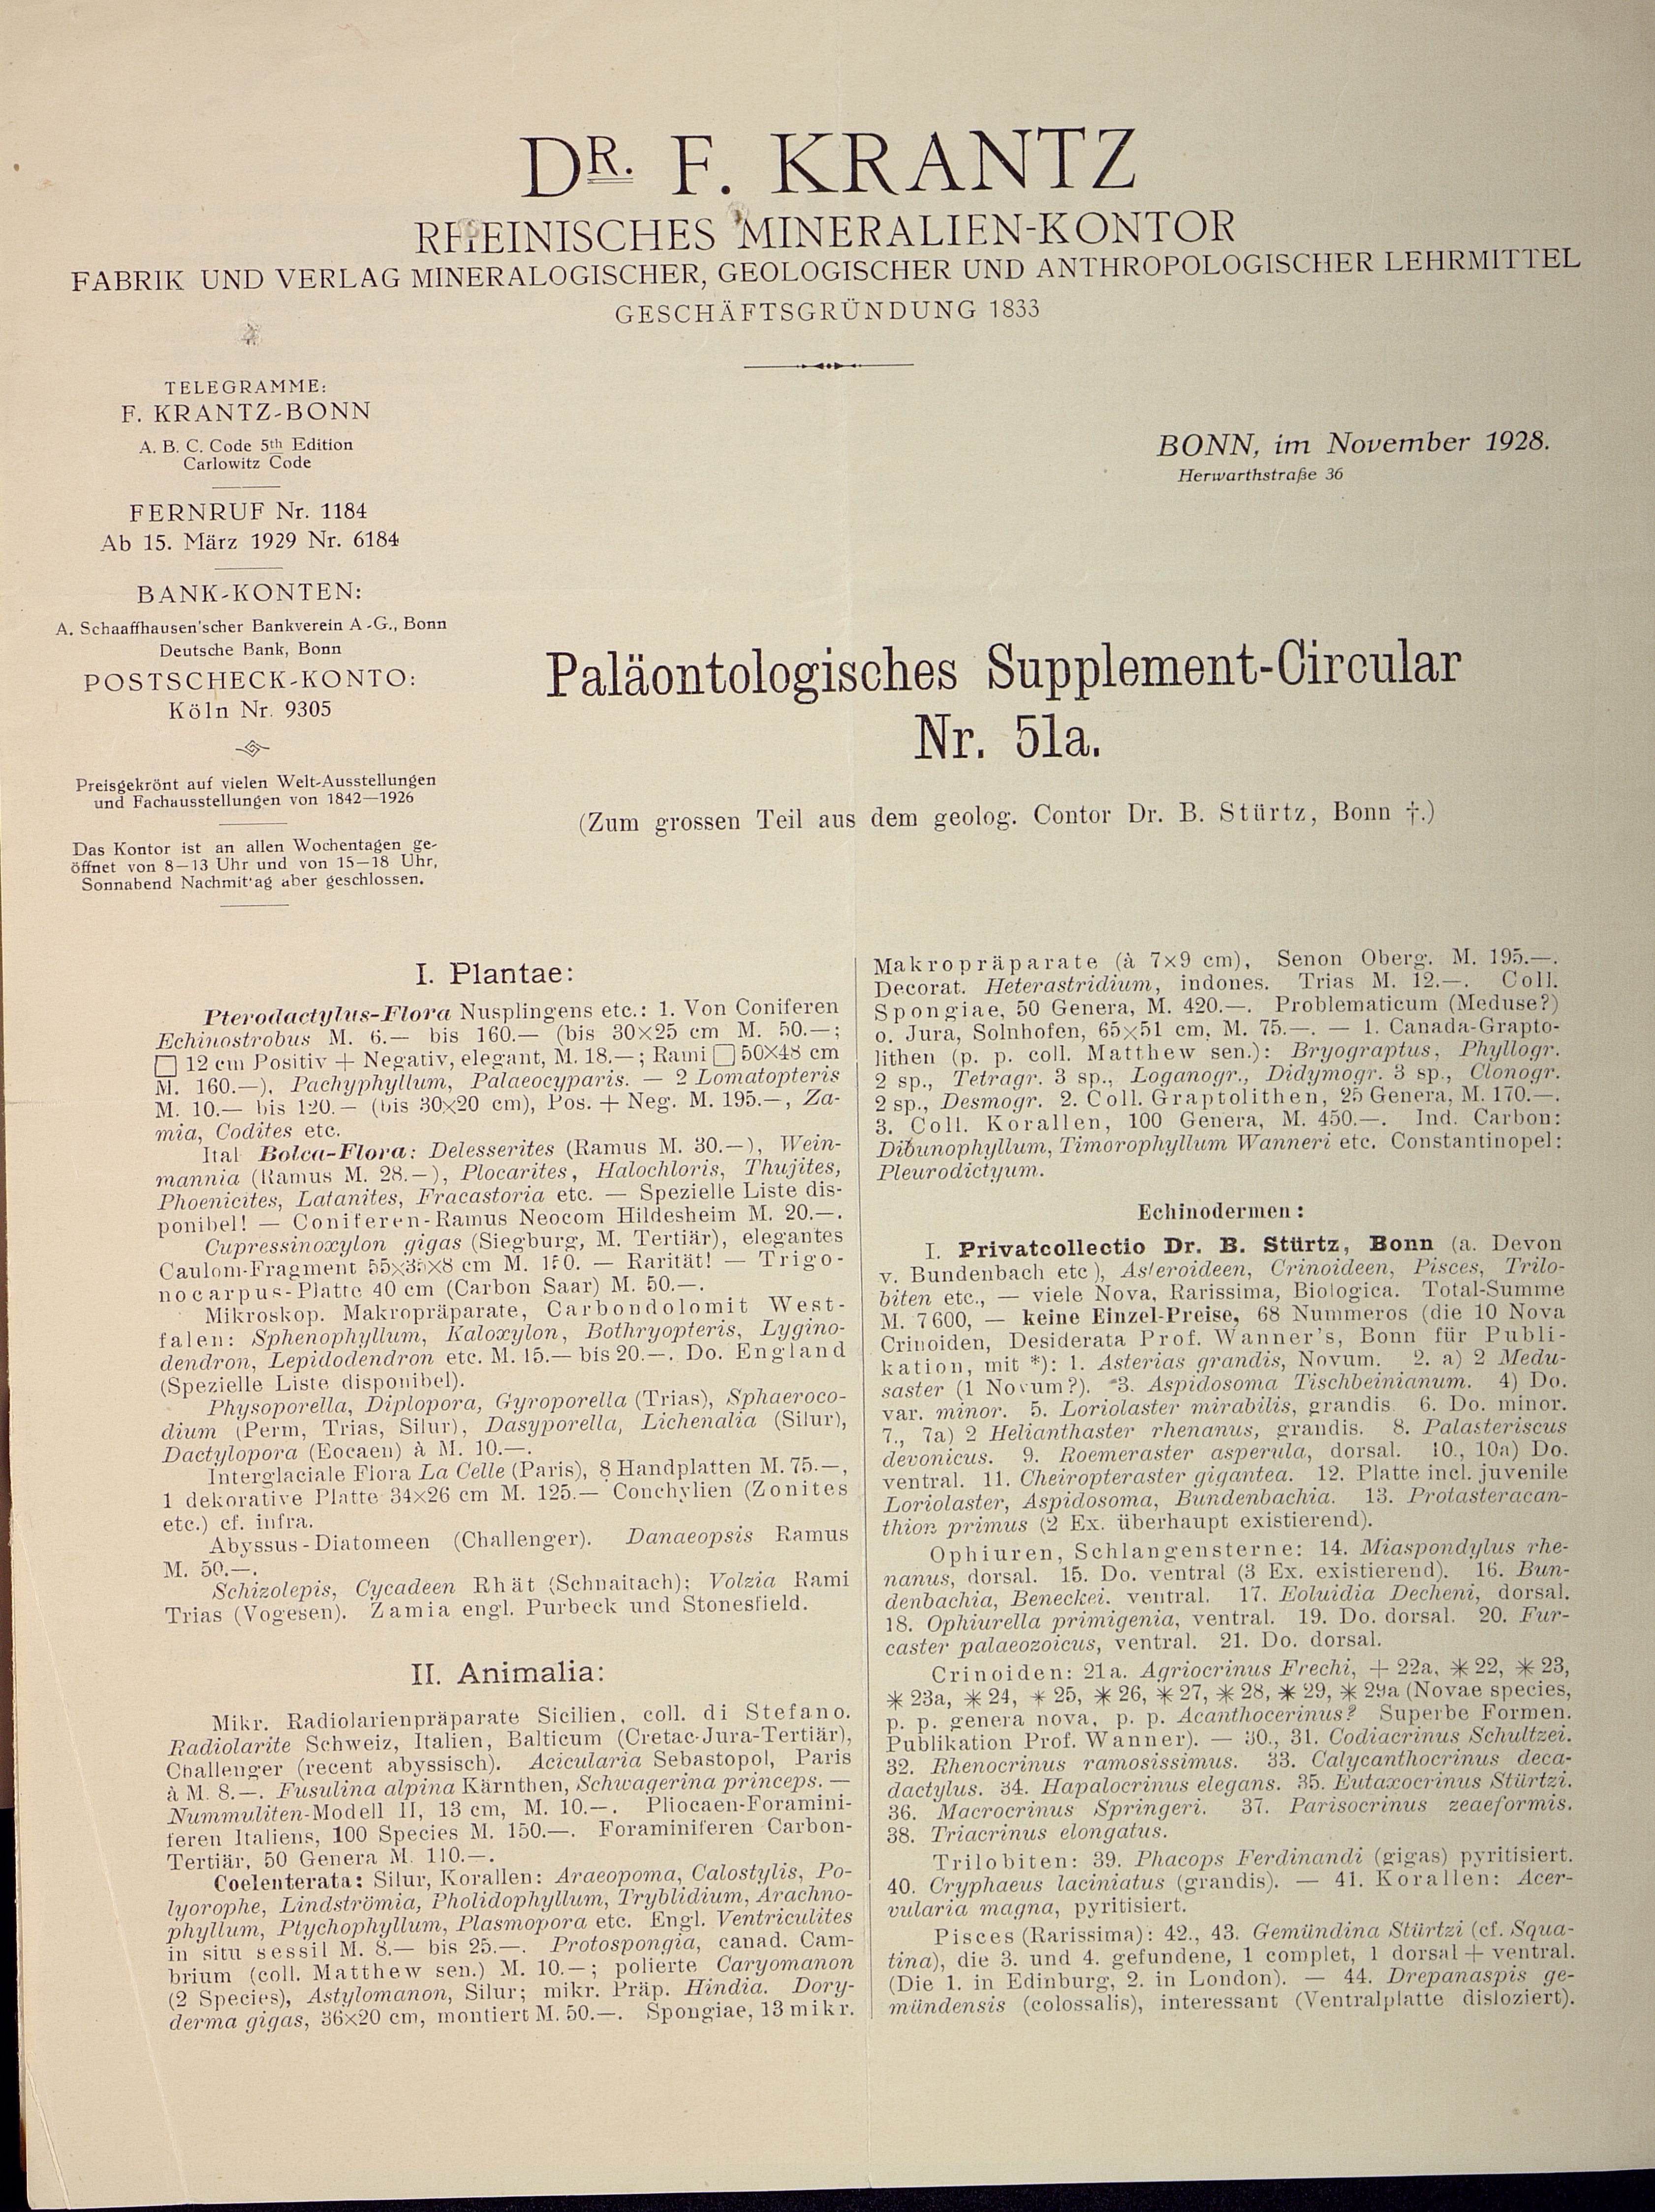 DR. F. KRANTZ
RHEINISCHES MINERALIEN-KONTOR
FABRIK UND VERLAG MINERALOGISCHER, GEOLOGISCHER UND ANTHROPOLOGISCHER LEHRMITTEL
GESCHÄFTSGRÜNDUNG 1833
TELEGRAMME:
F. KRANTZ-BONN
A. B. C. Code 5th Edition
Carlowitz Code
FERNRUF Nr. 1184
Ab 15. März 1929 Nr. 6184
BANK-KONTEN:
A. Schaaffhausen'scher Bankverein A.-G., Bonn
Deutsche Bank, Bonn
POSTSCHECK-KONTO:
Köln Nr. 9305
Preisgekrönt auf vielen Welt-Ausstellungen
und Fachausstellungen von 1842—1926
Das Kontor ist an allen Wochentagen ge-
öffnet von 8—13 Uhr und von 15—18 Uhr,
Sonnabend Nachmittag aber geschlossen.
BONN, im November 1928.
Herwarthstraße 36
Paläontologisches Supplement-Circular
Nr. 51a.
(Zum grossen Teil aus dem geolog. Contor Dr. B. Stürtz, Bonn †.)
I. Plantae:
Pterodactylus-Flora Nusplingens etc.: 1. Von Coniferen
Echinostrobus M. 6.— bis 160.— (bis 30×25 cm M. 50.—;
□ 12 cm Positiv + Negativ, elegant, M. 18.—; Rami □ 50×48 cm
M. 160.—), Pachyphyllum, Palaeocyparis. — 2 Lomatopteris
M. 10.— bis 120.— (bis 30×20 cm), Pos. + Neg. M. 195.—, Za-
mia, Codites etc.
Ital Bolca-Flora: Delesserites (Ramus M. 30.—), Wein-
mannia (Ramus M. 28.—), Plocarites, Halochloris, Thujites,
Phoenicites, Latanites, Fracastoria etc. — Spezielle Liste dis-
ponibel! — Coniferen-Ramus Neocom Hildesheim M. 20.—.
Cupressinoxylon gigas (Siegburg, M. Tertiär), elegantes
Caulom-Fragment 55×35×8 cm M. 150. — Rarität! — Trigo-
nocarpus-Platte 40 cm (Carbon Saar) M. 50.—.
Mikroskop. Makropräparate, Carbondolomit West-
falen: Sphenophyllum, Kaloxylon, Bothryopteris, Lygino-
dendron, Lepidodendron etc. M. 15.— bis 20.—. Do. England
(Spezielle Liste disponibel).
Physoporella, Diplopora, Gyroporella (Trias), Sphaeroco-
dium (Perm, Trias, Silur), Dasyporella, Lichenalia (Silur),
Dactylopora (Eocaen) à M. 10.—.
Interglaciale Flora La Celle (Paris), 8 Handplatten M. 75.—,
1 dekorative Platte 34×26 cm M. 125.— Conchylien (Zonites
etc.) cf. infra.
Abyssus-Diatomeen (Challenger). Danaeopsis Ramus
M. 50.—.
Schizolepis, Cycadeen Rhät (Schnaitach); Volzia Rami
Trias (Vogesen). Zamia engl. Purbeck und Stonesfield.
II. Animalia:
Mikr. Radiolarienpräparate Sicilien, coll. di Stefano.
Radiolarite Schweiz, Italien, Balticum (Cretac-Jura-Tertiär),
Challenger (recent abyssisch). Acicularia Sebastopol, Paris
à M. 8.—. Fusulina alpina Kärnthen, Schwagerina princeps. —
Nummuliten-Modell II, 13 cm, M. 10.—. Pliocaen-Foramini-
feren Italiens, 100 Species M. 150.—. Foraminiferen Carbon-
Tertiär, 50 Genera M. 110.—.
Coelenterata: Silur, Korallen: Araeopoma, Calostylis, Po-
lyorophe, Lindströmia, Pholidophyllum, Tryblidium, Arachno-
phyllum, Ptychophyllum, Plasmopora etc. Engl. Ventriculites
in situ sessil M. 8.— bis 25.—. Protospongia, canad. Cam-
brium (coll. Matthew sen.) M. 10.—; polierte Caryomanon
(2 Species), Astylomanon, Silur; mikr. Präp. Hindia. Dory-
derma gigas, 36×20 cm, montiert M. 50.—. Spongiae, 13 mikr.
Makropräparate (à 7×9 cm), Senon Oberg. M. 195.—.
Decorat. Heterastridium, indones. Trias M. 12.—. Coll.
Spongiae, 50 Genera, M. 420.—. Problematicum (Meduse?)
o. Jura, Solnhofen, 65×51 cm, M. 75.—. — 1. Canada-Grapto-
lithen (p. p. coll. Matthew sen.): Bryograptus, Phyllogr.
2 sp., Tetragr. 3 sp., Loganogr., Didymogr. 3 sp., Clonogr.
2 sp., Desmogr. 2. Coll. Graptolithen, 25 Genera, M. 170.—.
3. Coll. Korallen, 100 Genera, M. 450.—. Ind. Carbon:
Dibunophyllum, Timorophyllum Wanneri etc. Constantinopel:
Pleurodictyum.
Echinodermen:
I. Privatcollectio Dr. B. Stürtz, Bonn (a. Devon
v. Bundenbach etc), Asteroideen, Crinoideen, Pisces, Trilo-
biten etc., — viele Nova, Rarissima, Biologica. Total-Summe
M. 7600, — keine Einzel-Preise, 68 Nummeros (die 10 Nova
Crinoiden, Desiderata Prof. Wanner's, Bonn für Publi-
kation, mit *): 1. Asterias grandis, Novum. 2. a) 2 Medu-
saster (1 Novum?). 3. Aspidosoma Tischbeinianum. 4) Do.
var. minor. 5. Loriolaster mirabilis, grandis 6. Do. minor.
7., 7a) 2 Helianthaster rhenanus, grandis. 8. Palasteriscus
devonicus. 9. Roemeraster asperula, dorsal. 10., 10a) Do.
ventral. 11. Cheiropteraster gigantea. 12. Platte incl. juvenile
Loriolaster, Aspidosoma, Bundenbachia. 13. Protasteracan-
thion primus (2 Ex. überhaupt existierend).
Ophiuren, Schlangensterne: 14. Miaspondylus rhe-
nanus, dorsal. 15. Do. ventral (3 Ex. existierend). 16. Bun-
denbachia, Beneckei. ventral. 17. Eoluidia Decheni, dorsal.
18. Ophiurella primigenia, ventral. 19. Do. dorsal. 20. Fur-
caster palaeozoicus, ventral. 21. Do. dorsal.
Crinoiden: 21a. Agriocrinus Frechi, + 22a, * 22, * 23,
* 23a, * 24, * 25, * 26, * 27, * 28, * 29, * 29a (Novae species,
p. p. genera nova, p. p. Acanthocerinus? Superbe Formen.
Publikation Prof. Wanner). — 30., 31. Codiacrinus Schultzei.
32. Rhenocrinus ramosissimus. 33. Calycanthocrinus deca-
dactylus. 34. Hapalocrinus elegans. 35. Eutaxocrinus Stürtzi.
36. Macrocrinus Springeri. 37. Parisocrinus zeaeformis.
38. Triacrinus elongatus.
Trilobiten: 39. Phacops Ferdinandi (gigas) pyritisiert.
40. Cryphaeus laciniatus (grandis). — 41. Korallen: Acer-
vularia magna, pyritisiert.
Pisces (Rarissima): 42., 43. Gemündina Stürtzi (cf. Squa-
tina), die 3. und 4. gefundene, 1 complet, 1 dorsal + ventral.
(Die 1. in Edinburg, 2. in London). — 44. Drepanaspis ge-
mündensis (colossalis), interessant (Ventralplatte disloziert).